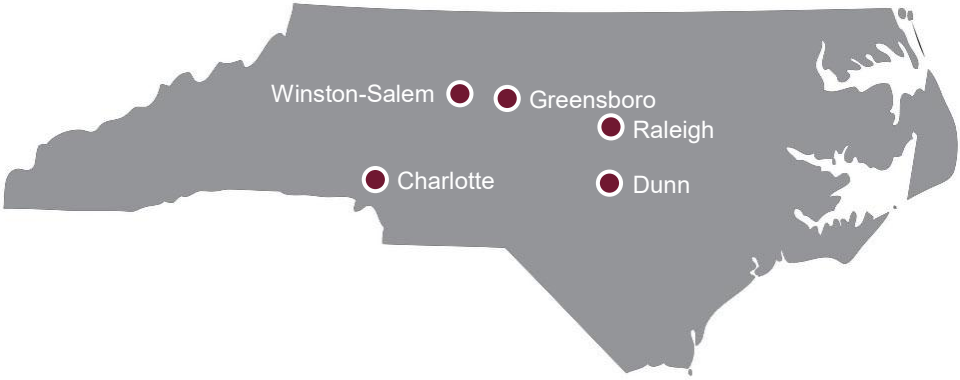 Winston-Salem
Greensboro
Raleigh
Charlotte
Dunn